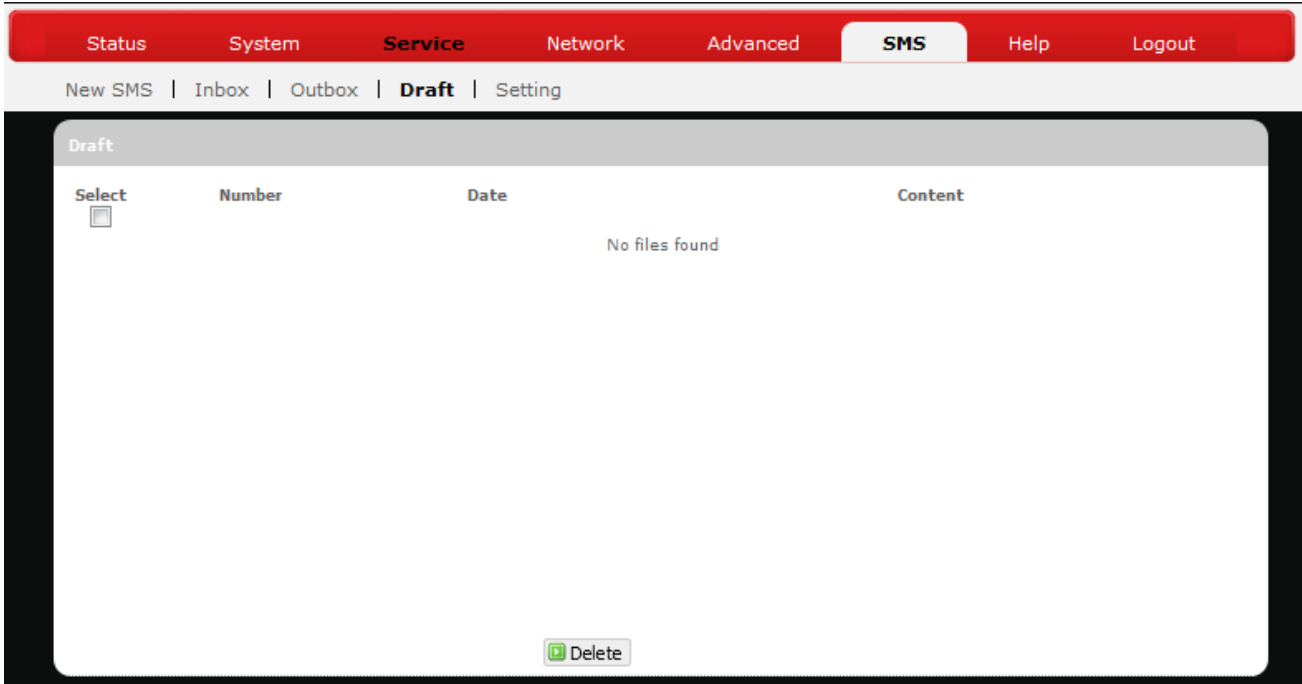 Status System Service Network Advanced SMS Help Logout
New SMS | Inbox | Outbox | Draft | Setting
Draft
Select Number Date Content
No files found
Delete